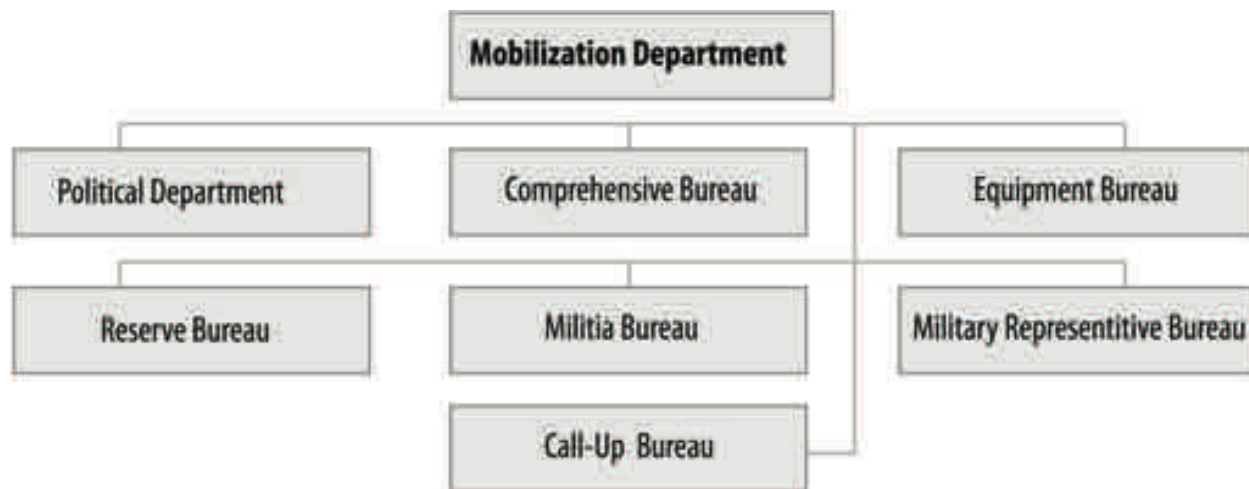 Mobilization Department
Political Department
Comprehensive Bureau
Equipment Bureau
Reserve Bureau
Militia Bureau
Military Representitive Bureau
Call-Up Bureau